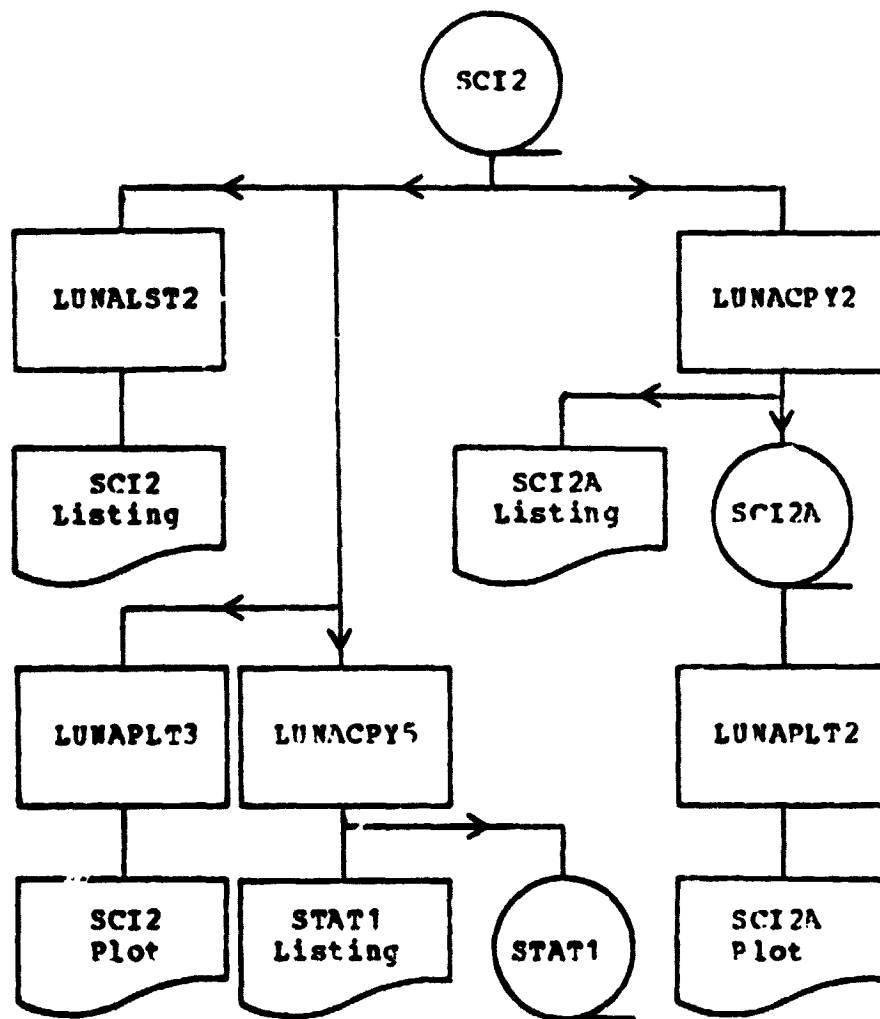 SCI2
LUNALST2
LUNACPY2
SCI2
Listing
SCI2A
Listing
SCI2A
LUNAPLT3
LUNACPY5
LUNAPLT2
SCI2
Plot
STAT1
Listing
STAT1
SCI2A
Plot